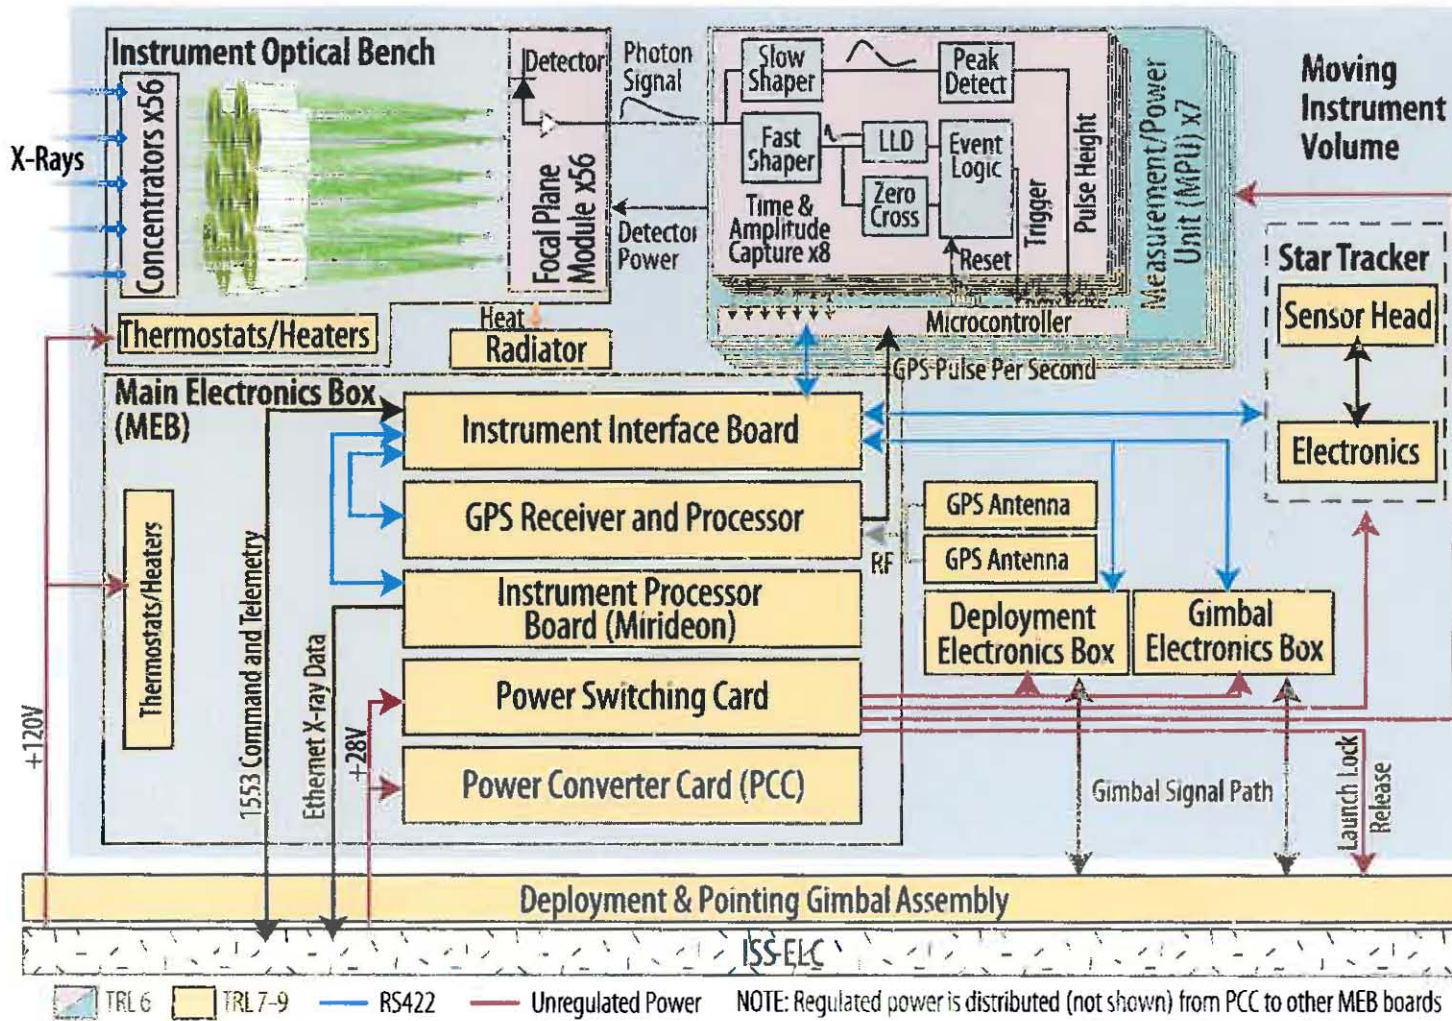 Instrument Optical Bench
X-Rays
Concentrators x56
Thermostats/Heaters
Detector
Focal Plane
Module x56
Photon
Signal
Detector
Power
Heat
Radiator
Slow
Shaper
Peak
Detect
Fast
Shaper
LLD
Zero
Cross
Event
Logic
Time &
Amplitude
Capture x8
Reset
Trigger
Pulse Height
Microcontroller
Measurement/Power
Unit (MPU) x7
GPS Pulse Per Second
Moving
Instrument
Volume
Star Tracker
Sensor Head
Electronics
Main Electronics Box
(MEB)
Thermostats/Heaters
Instrument Interface Board
GPS Receiver and Processor
Instrument Processor
Board (Mirideon)
Power Switching Card
Power Converter Card (PCC)
RF
GPS Antenna
GPS Antenna
Deployment
Electronics Box
Gimbal
Electronics Box
+120V
1553 Command and Telemetry
Ethernet X-ray Data
+28V
Gimbal Signal Path
Launch Lock
Release
Deployment & Pointing Gimbal Assembly
ISS-ELC
TRL 6
TRL 7–9
RS422
Unregulated Power
NOTE: Regulated power is distributed (not shown) from PCC to other MEB boards